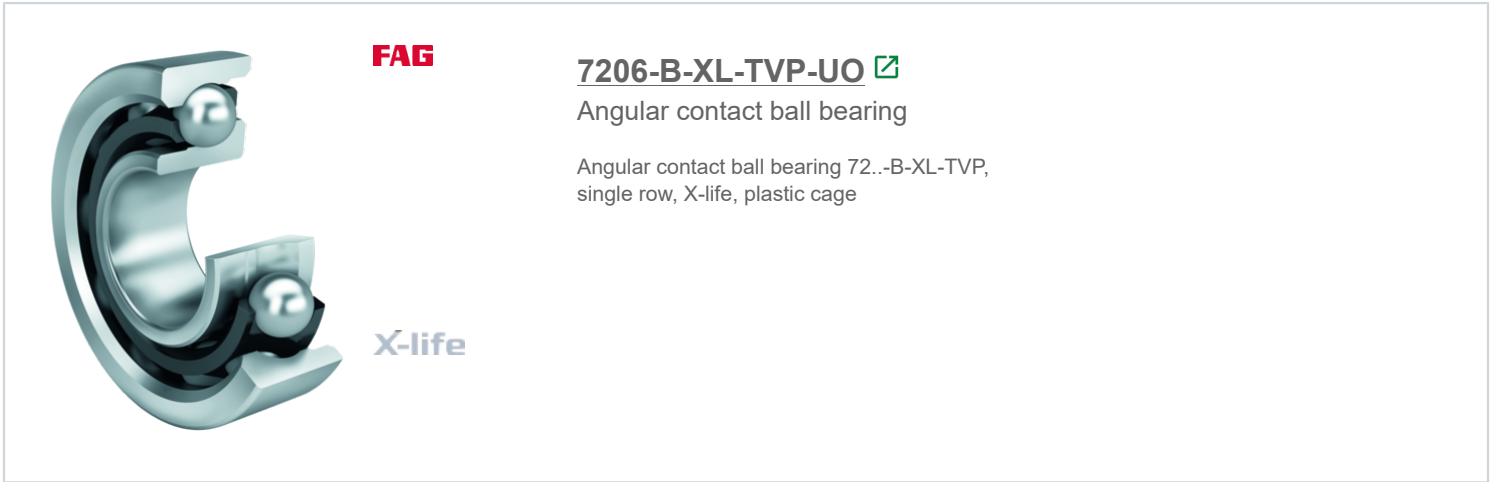 FAG
7206-B-XL-TVP-UO
Angular contact ball bearing
Angular contact ball bearing 72..-B-XL-TVP,
single row, X-life, plastic cage
X-life